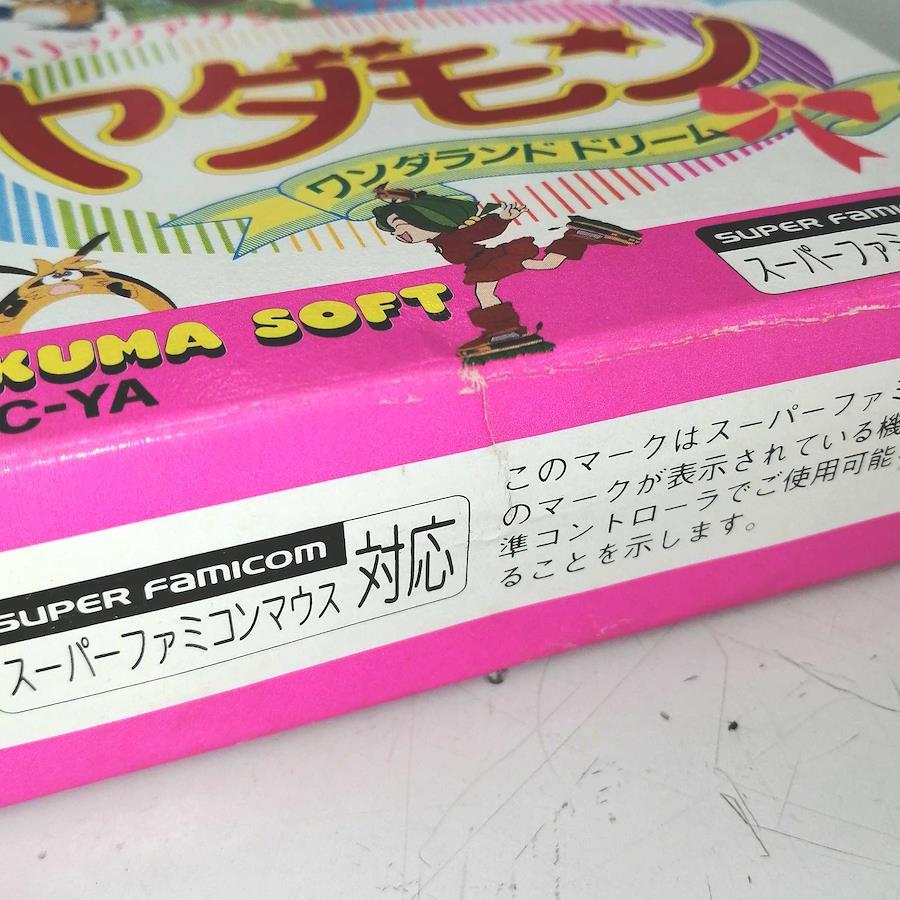 ヤダモン
ワンダランドドリーム
KUMA SOFT
C-YA
SUPER FAMIC
スーパーファミ
SUPER FAMICOM
スーパーファミコンマウス 対応
このマークはスーパーファミ
のマークが表示されている機
準コントローラでご使用可能
ることを示します。